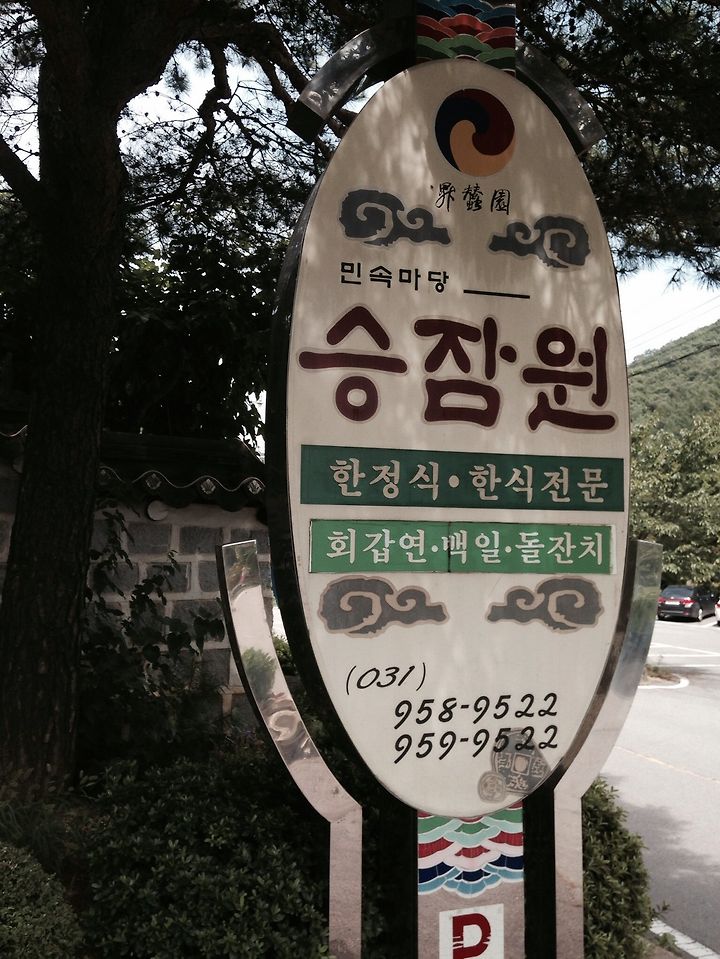 민속마당
승잠원
한정식·한식전문
회갑연·백일·돌잔치
(031)
958-9522
959-9522
P